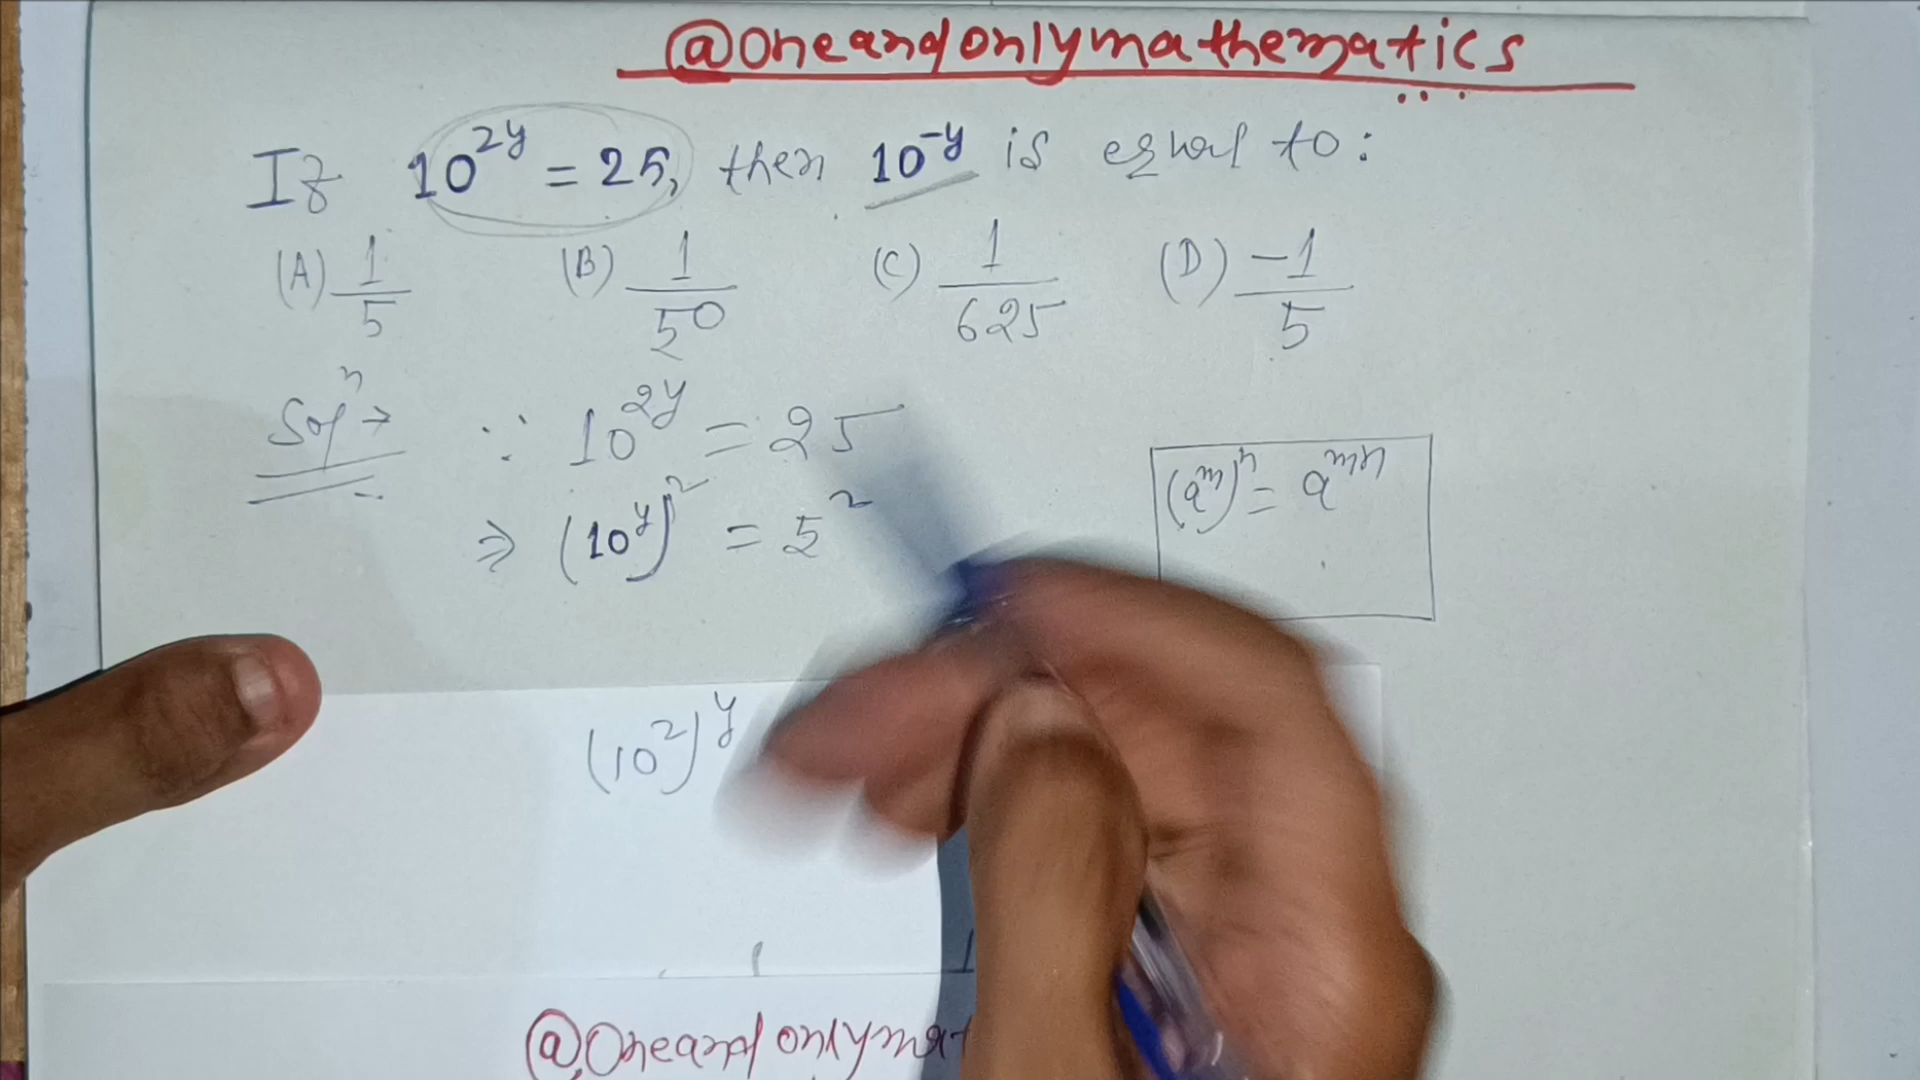 @oneandonlymathematics
If 10^2y = 25, then 10^-y is equal to:
(A) 1/5 (B) 1/50 (C) 1/625 (D) -1/5
Solⁿ→ ∵ 10^2y = 25
⇒ (10^y)^2 = 5^2
(a^m)^n = a^mn
(10^2)^y
@Oneandonlymat